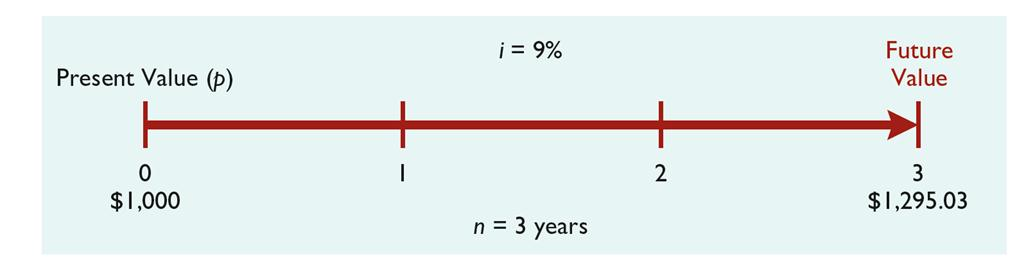 i = 9%
Future
Value
Present Value (p)
0
1
2
3
$1,000
$1,295.03
n = 3 years